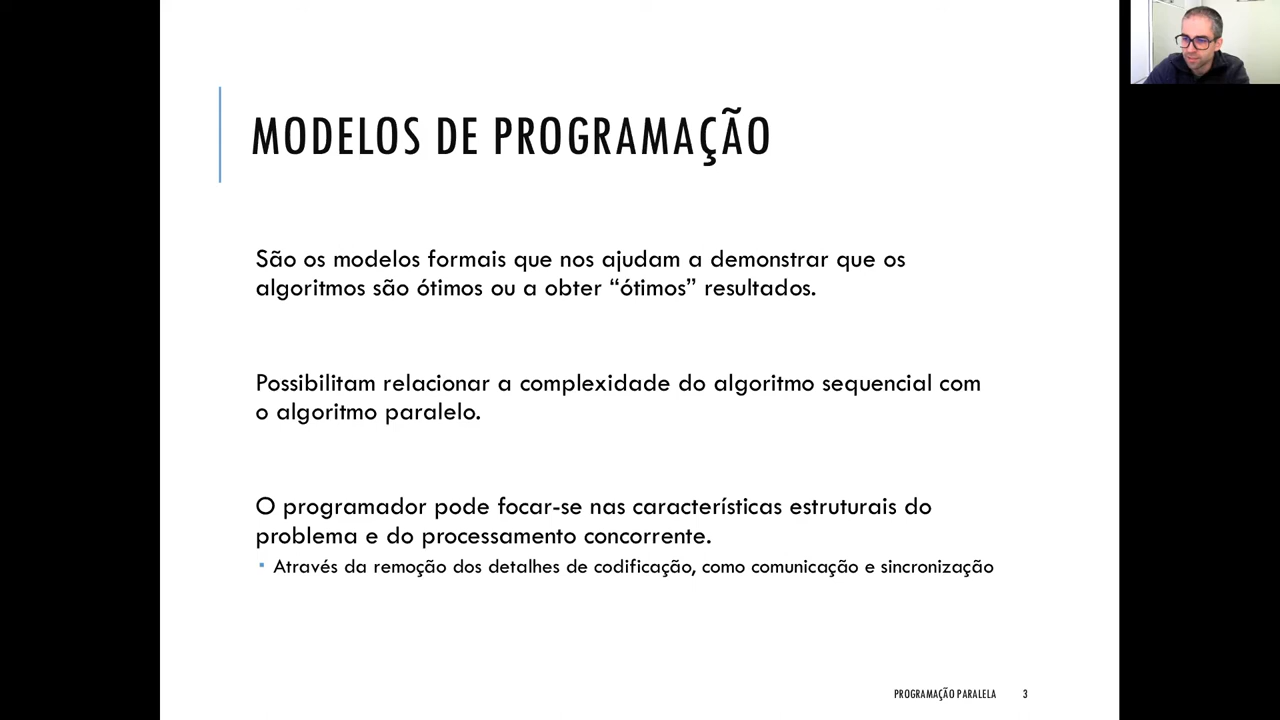 MODELOS DE PROGRAMAÇÃO
São os modelos formais que nos ajudam a demonstrar que os
algoritmos são ótimos ou a obter “ótimos” resultados.
Possibilitam relacionar a complexidade do algoritmo sequencial com
o algoritmo paralelo.
O programador pode focar-se nas características estruturais do
problema e do processamento concorrente.
▪ Através da remoção dos detalhes de codificação, como comunicação e sincronização
PROGRAMAÇÃO PARALELA 3